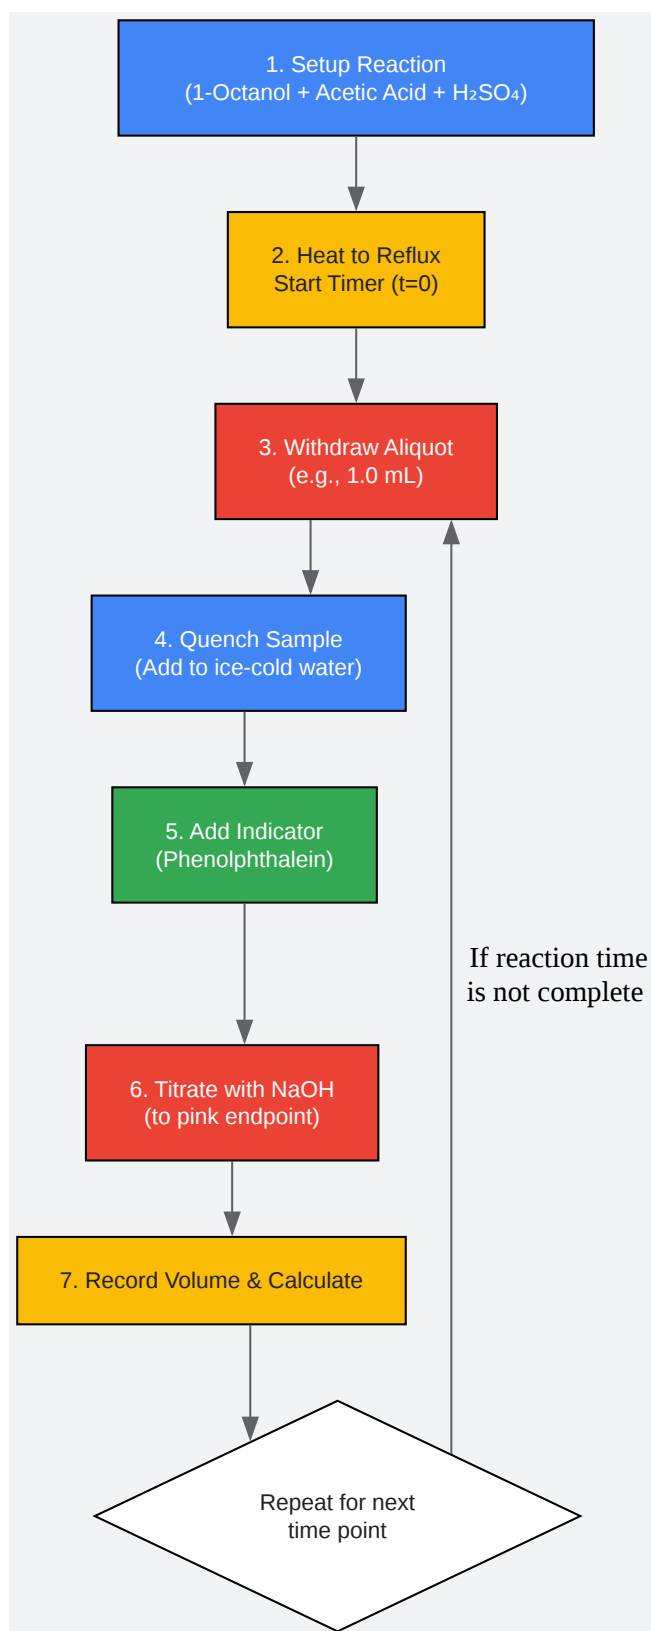 1. Setup Reaction
(1-Octanol + Acetic Acid + H₂SO₄)
2. Heat to Reflux
Start Timer (t=0)
3. Withdraw Aliquot
(e.g., 1.0 mL)
4. Quench Sample
(Add to ice-cold water)
5. Add Indicator
(Phenolphthalein)
If reaction time
is not complete
6. Titrate with NaOH
(to pink endpoint)
7. Record Volume & Calculate
Repeat for next
time point